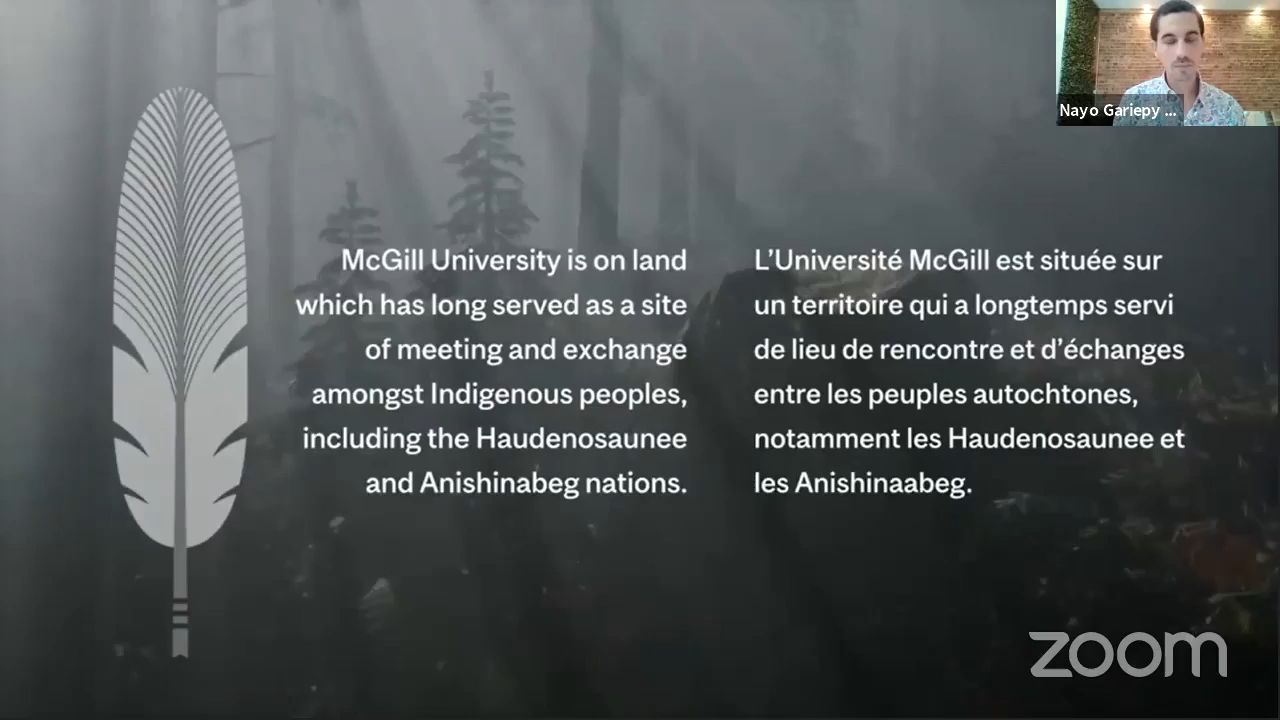 Nayo Gariepy ...
McGill University is on land
which has long served as a site
of meeting and exchange
amongst Indigenous peoples,
including the Haudenosaunee
and Anishinabeg nations.
L'Université McGill est située sur
un territoire qui a longtemps servi
de lieu de rencontre et d'échanges
entre les peuples autochtones,
notamment les Haudenosaunee et
les Anishinaabeg.
zoom